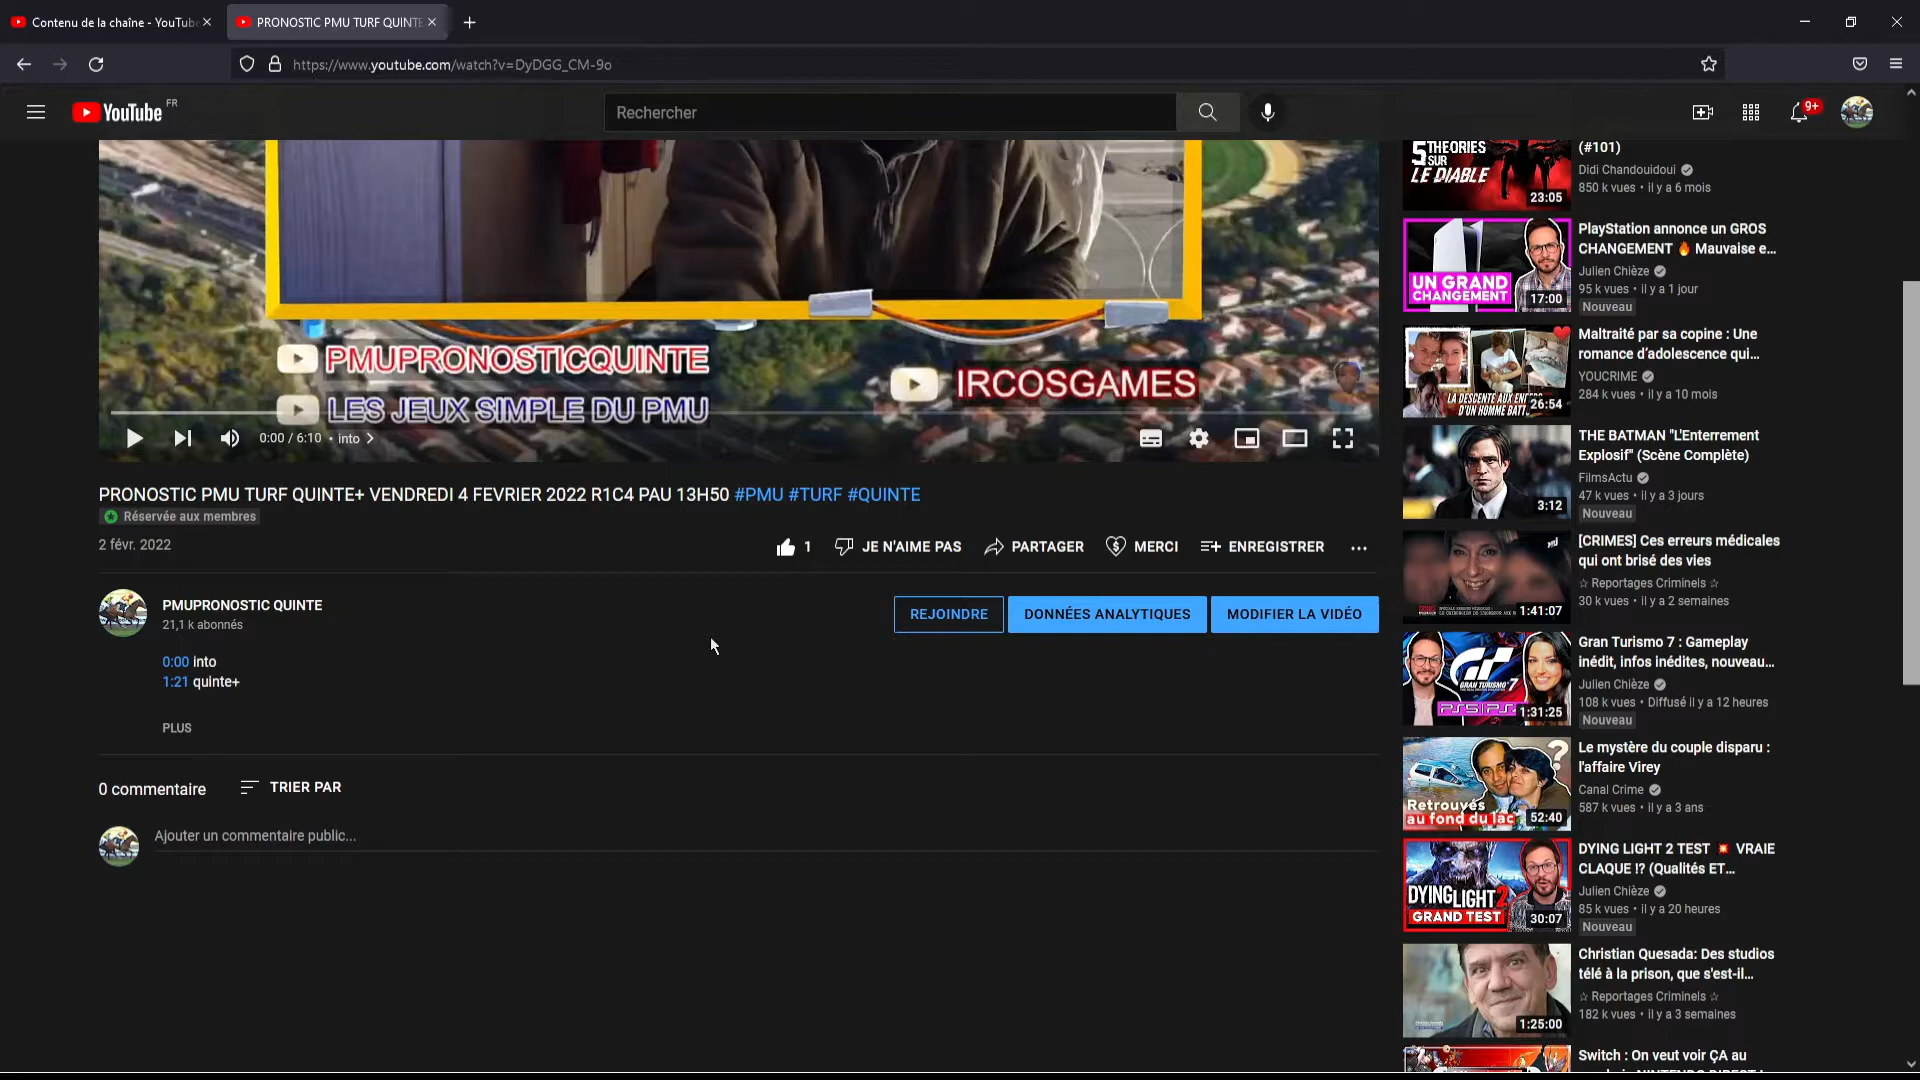 Contenu de la chaîne - YouTube
PRONOSTIC PMU TURF QUINTE
https://www.youtube.com/watch?v=DyDGG_CM-9o
YouTube FR
Rechercher
9+
PMUPRONOSTICQUINTE
LES JEUX SIMPLE DU PMU
IRCOSGAMES
0:00 / 6:10 • into
PRONOSTIC PMU TURF QUINTE+ VENDREDI 4 FEVRIER 2022 R1C4 PAU 13H50 #PMU #TURF #QUINTE
Réservée aux membres
2 févr. 2022
1
JE N'AIME PAS
PARTAGER
MERCI
ENREGISTRER
PMUPRONOSTIC QUINTE
21,1 k abonnés
REJOINDRE
DONNÉES ANALYTIQUES
MODIFIER LA VIDÉO
0:00 into
1:21 quinte+
PLUS
0 commentaire
TRIER PAR
Ajouter un commentaire public...
5 THEORIES
SUR
LE DIABLE
23:05
(#101)
Didi Chandouidoui
850 k vues • il y a 6 mois
UN GRAND
CHANGEMENT
17:00
PlayStation annonce un GROS
CHANGEMENT 🔥 Mauvaise e...
Julien Chièze
95 k vues • il y a 1 jour
Nouveau
LA DESCENTE AUX ENFERS
D'UN HOMME BATTU
26:54
Maltraité par sa copine : Une
romance d'adolescence qui...
YOUCRIME
284 k vues • il y a 10 mois
3:12
THE BATMAN "L'Enterrement
Explosif" (Scène Complète)
FilmsActu
47 k vues • il y a 3 jours
Nouveau
1:41:07
[CRIMES] Ces erreurs médicales
qui ont brisé des vies
☆ Reportages Criminels ☆
30 k vues • il y a 2 semaines
GRAN TURISMO 7
1:31:25
Gran Turismo 7 : Gameplay
inédit, infos inédites, nouveau...
Julien Chièze
108 k vues • Diffusé il y a 12 heures
Nouveau
?
Retrouvés
au fond du lac
52:40
Le mystère du couple disparu :
l'affaire Virey
Canal Crime
587 k vues • il y a 3 ans
DYING LIGHT 2
GRAND TEST
30:07
DYING LIGHT 2 TEST 💥 VRAIE
CLAQUE !? (Qualités ET...
Julien Chièze
85 k vues • il y a 20 heures
Nouveau
1:25:00
Christian Quesada: Des studios
télé à la prison, que s'est-il...
☆ Reportages Criminels ☆
182 k vues • il y a 3 semaines
Switch : On veut voir ÇA au